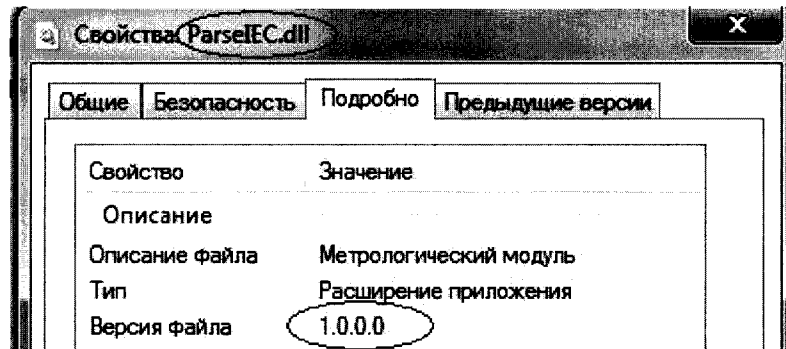 Свойства: ParseIEC.dll
Общие Безопасность Подробно Предыдущие версии
Свойство Значение
Описание
Описание файла Метрологический модуль
Тип Расширение приложения
Версия файла 1.0.0.0